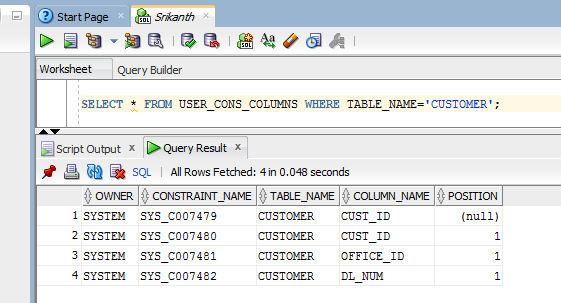 Start Page x Srikanth x
SQL
Aa
Worksheet Query Builder
SELECT * FROM USER_CONS_COLUMNS WHERE TABLE_NAME='CUSTOMER';
Script Output x Query Result x
SQL | All Rows Fetched: 4 in 0.048 seconds
OWNER CONSTRAINT_NAME TABLE_NAME COLUMN_NAME POSITION
1 SYSTEM SYS_C007479 CUSTOMER CUST_ID (null)
2 SYSTEM SYS_C007480 CUSTOMER CUST_ID 1
3 SYSTEM SYS_C007481 CUSTOMER OFFICE_ID 1
4 SYSTEM SYS_C007482 CUSTOMER DL_NUM 1